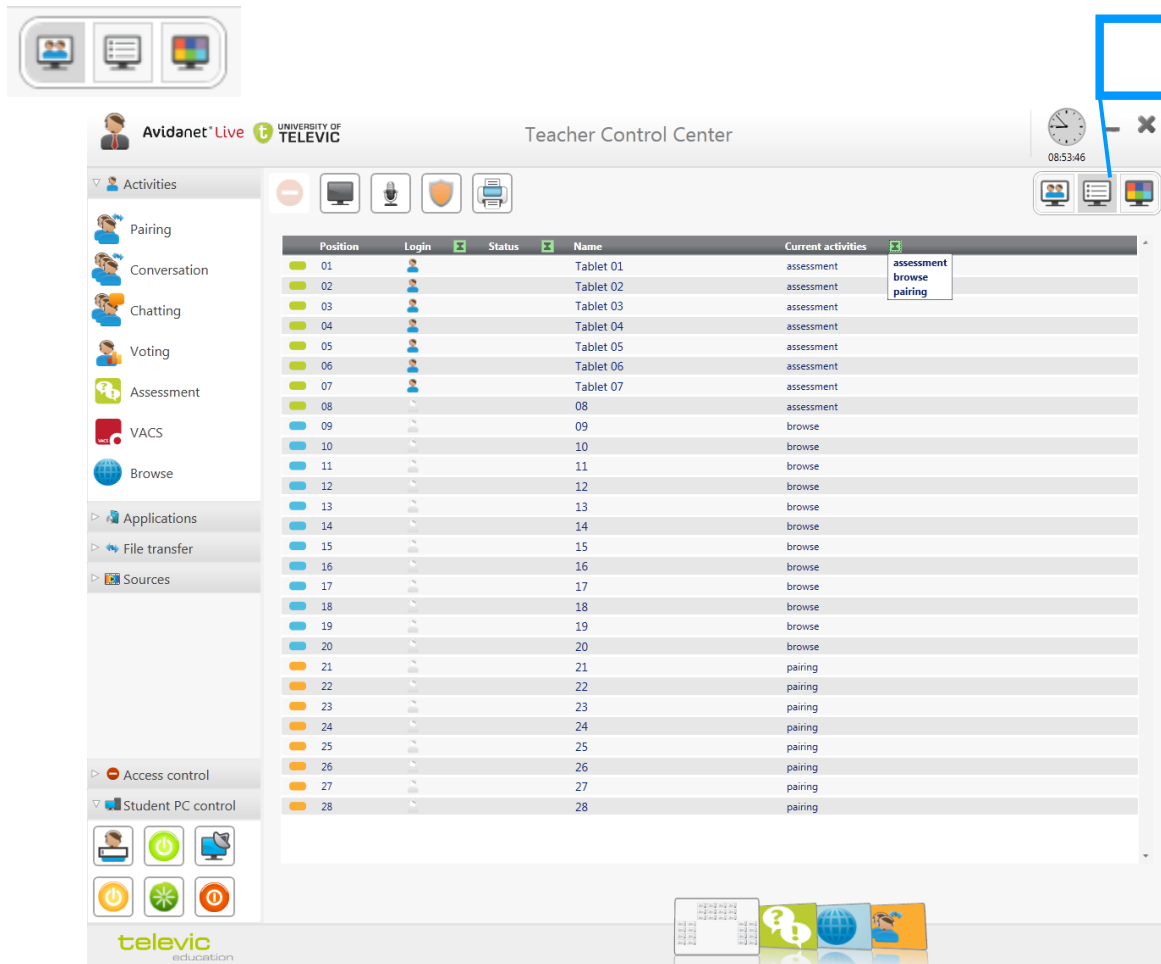 Avidanet® Live UNIVERSITY OF TELEVIC
Teacher Control Center
08:53:46
Activities
Pairing
Conversation
Chatting
Voting
Assessment
VACS
Browse
Applications
File transfer
Sources
Access control
Student PC control
Position Login Status Name Current activities
assessment
browse
pairing
01 Tablet 01 assessment
02 Tablet 02 assessment
03 Tablet 03 assessment
04 Tablet 04 assessment
05 Tablet 05 assessment
06 Tablet 06 assessment
07 Tablet 07 assessment
08 08 assessment
09 09 browse
10 10 browse
11 11 browse
12 12 browse
13 13 browse
14 14 browse
15 15 browse
16 16 browse
17 17 browse
18 18 browse
19 19 browse
20 20 browse
21 21 pairing
22 22 pairing
23 23 pairing
24 24 pairing
25 25 pairing
26 26 pairing
27 27 pairing
28 28 pairing
televic
education